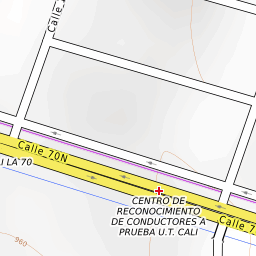 Calle
Calle 70N
LA 70
CENTRO DE
RECONOCIMIENTO
DE CONDUCTORES A
PRUEBA U.T. CALI
Calle 7
960